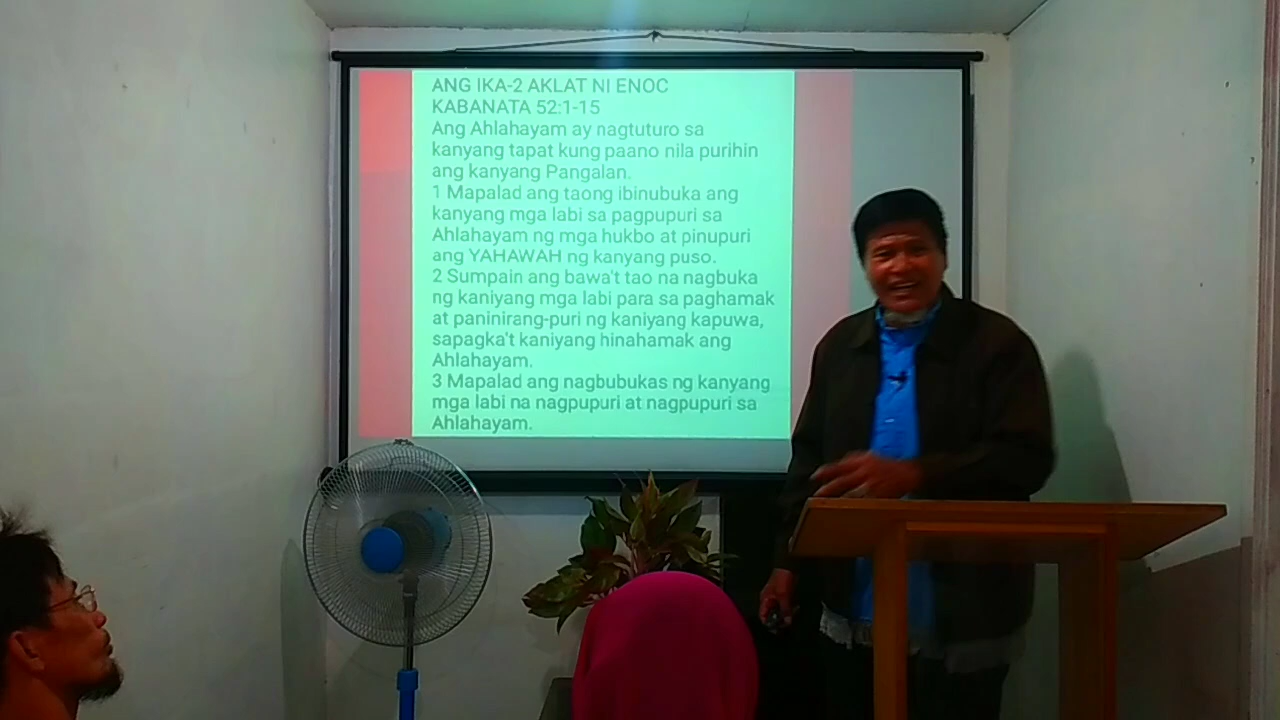 ANG IKA-2 AKLAT NI ENOC
KABANATA 52:1-15
Ang Ahlahayam ay nagtuturo sa
kanyang tapat kung paano nila purihin
ang kanyang Pangalan.
1 Mapalad ang taong ibinubuka ang
kanyang mga labi sa pagpupuri sa
Ahlahayam ng mga hukbo at pinupuri
ang YAHAWAH ng kanyang puso.
2 Sumpain ang bawa't tao na nagbuka
ng kaniyang mga labi para sa paghamak
at paninirang-puri ng kaniyang kapuwa,
sapagka't kaniyang hinahamak ang
Ahlahayam.
3 Mapalad ang nagbubukas ng kanyang
mga labi na nagpupuri at nagpupuri sa
Ahlahayam.